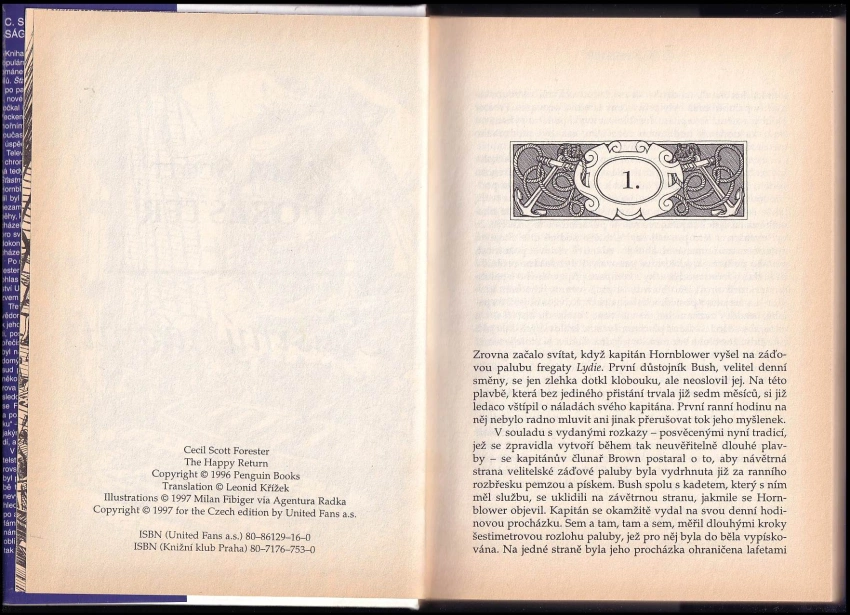 C. S
SÁG
Cecil Scott Forester
The Happy Return
Copyright © 1996 Penguin Books
Translation © Leonid Křížek
Illustrations © 1997 Milan Fibiger via Agentura Radka
Copyright © 1997 for the Czech edition by United Fans a.s.
ISBN (United Fans a.s.) 80–86129–16–0
ISBN (Knižní klub Praha) 80–7176–753–0
1.
Zrovna začalo svítat, když kapitán Hornblower vyšel na záďo-
vou palubu fregaty Lydie. První důstojník Bush, velitel denní
směny, se jen zlehka dotkl klobouku, ale neoslovil jej. Na této
plavbě, která bez jediného přistání trvala již sedm měsíců, si již
ledaco vštípil o náladách svého kapitána. První ranní hodinu na
něj nebylo radno mluvit ani jinak přerušovat tok jeho myšlenek.
V souladu s vydanými rozkazy – posvěcenými nyní tradicí,
jež se zpravidla vytvoří během tak neuvěřitelně dlouhé plav-
by – se kapitánův člunař Brown postaral o to, aby návětrná
strana velitelské záďové paluby byla vydrhnuta již za ranního
rozbřesku pemzou a pískem. Bush spolu s kadetem, který s ním
měl službu, se uklidili na závětrnou stranu, jakmile se Horn-
blower objevil. Kapitán se okamžitě vydal na svou denní hodi-
novou procházku. Sem a tam, tam a sem, měřil dlouhými kroky
šestimetrovou rozlohu paluby, jež pro něj byla do běla vypísko-
vána. Na jedné straně byla jeho procházka ohraničena lafetami